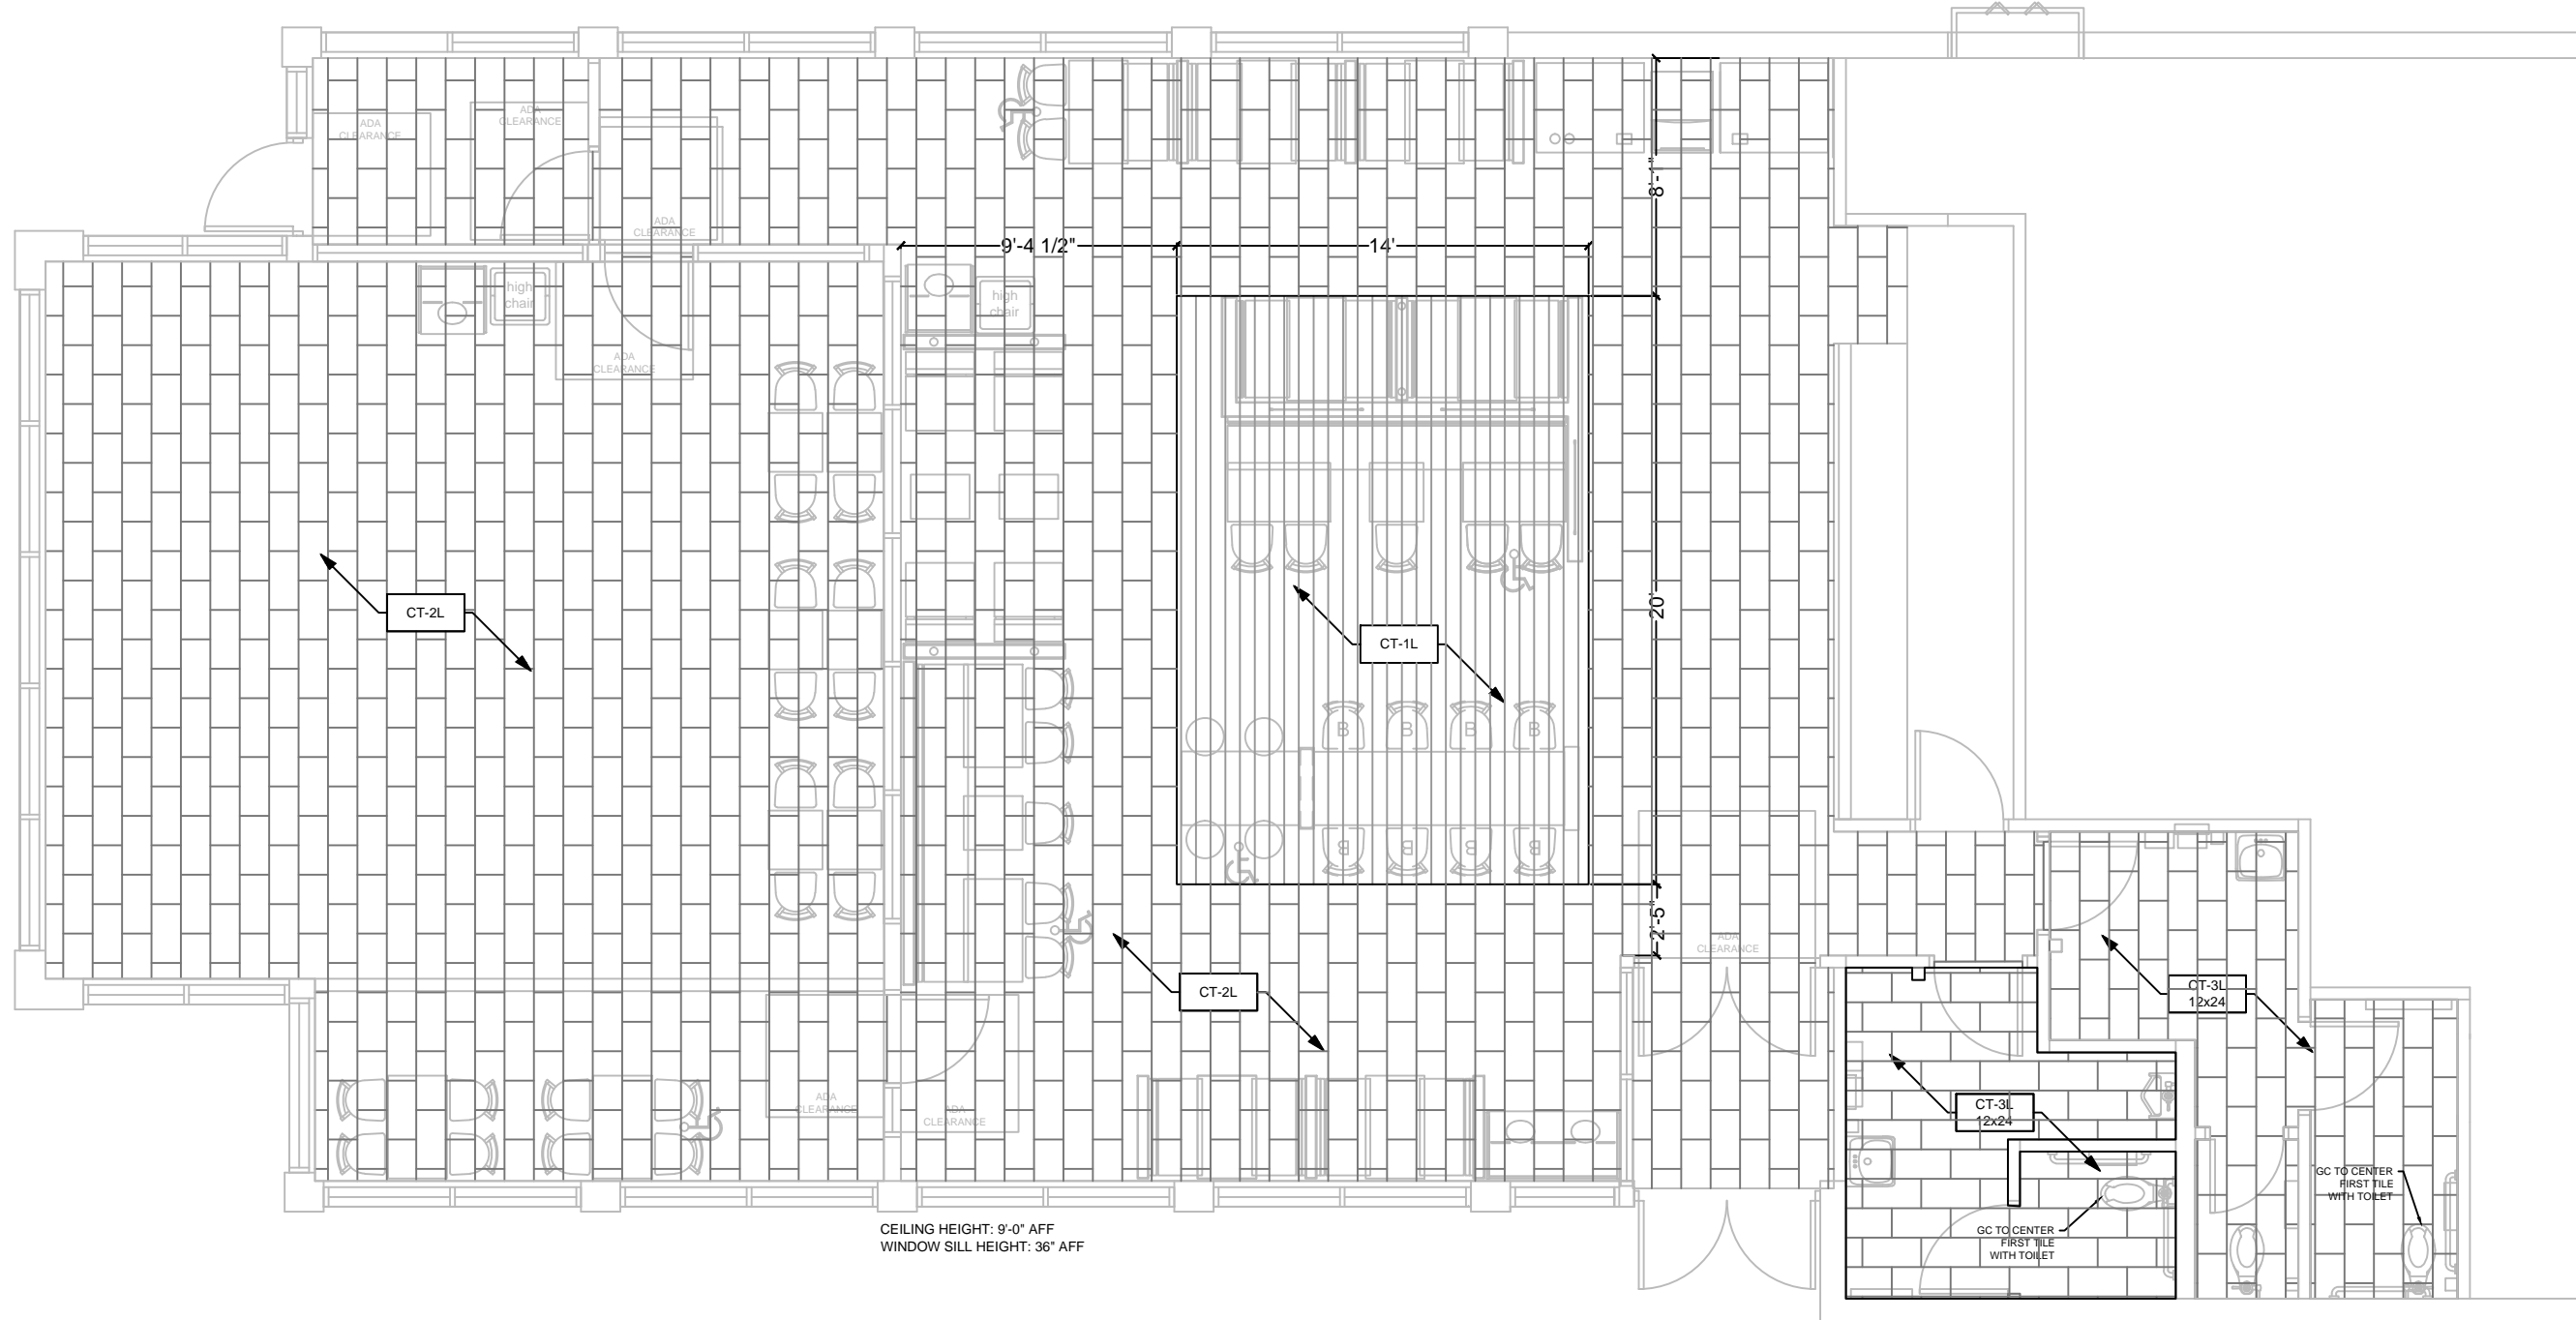 ADA
CLEARANCE
ADA
CLEARANCE
ADA
CLEARANCE
8'-1"
9'-4 1/2"
14'
high
chair
high
chair
ADA
CLEARANCE
CT-2L
20'
CT-1L
B
B
B
B
B
B
B
B
2'-5"
ADA
CLEARANCE
CT-2L
CT-3L
12x24
ADA
CLEARANCE
ADA
CLEARANCE
CT-3L
12x24
GC TO CENTER
FIRST TILE
WITH TOILET
GC TO CENTER
FIRST TILE
WITH TOILET
CEILING HEIGHT: 9'-0" AFF
WINDOW SILL HEIGHT: 36" AFF